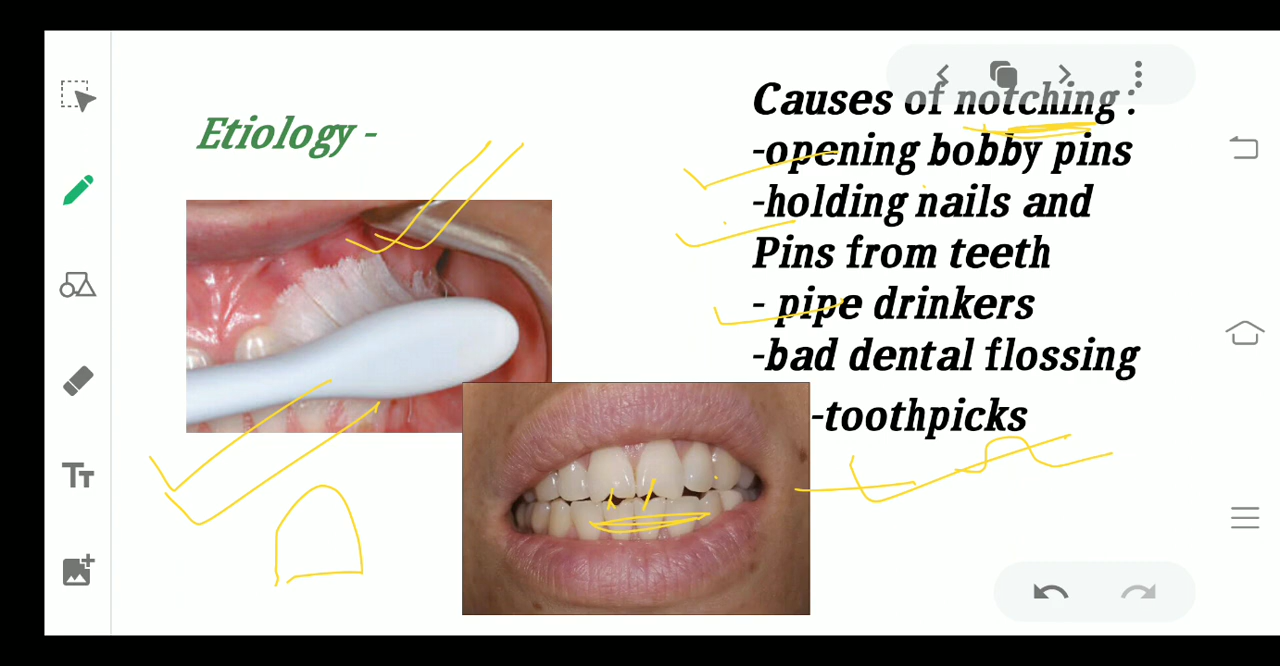 Etiology -
Causes of notching :
-opening bobby pins
-holding nails and
Pins from teeth
- pipe drinkers
-bad dental flossing
-toothpicks
TT